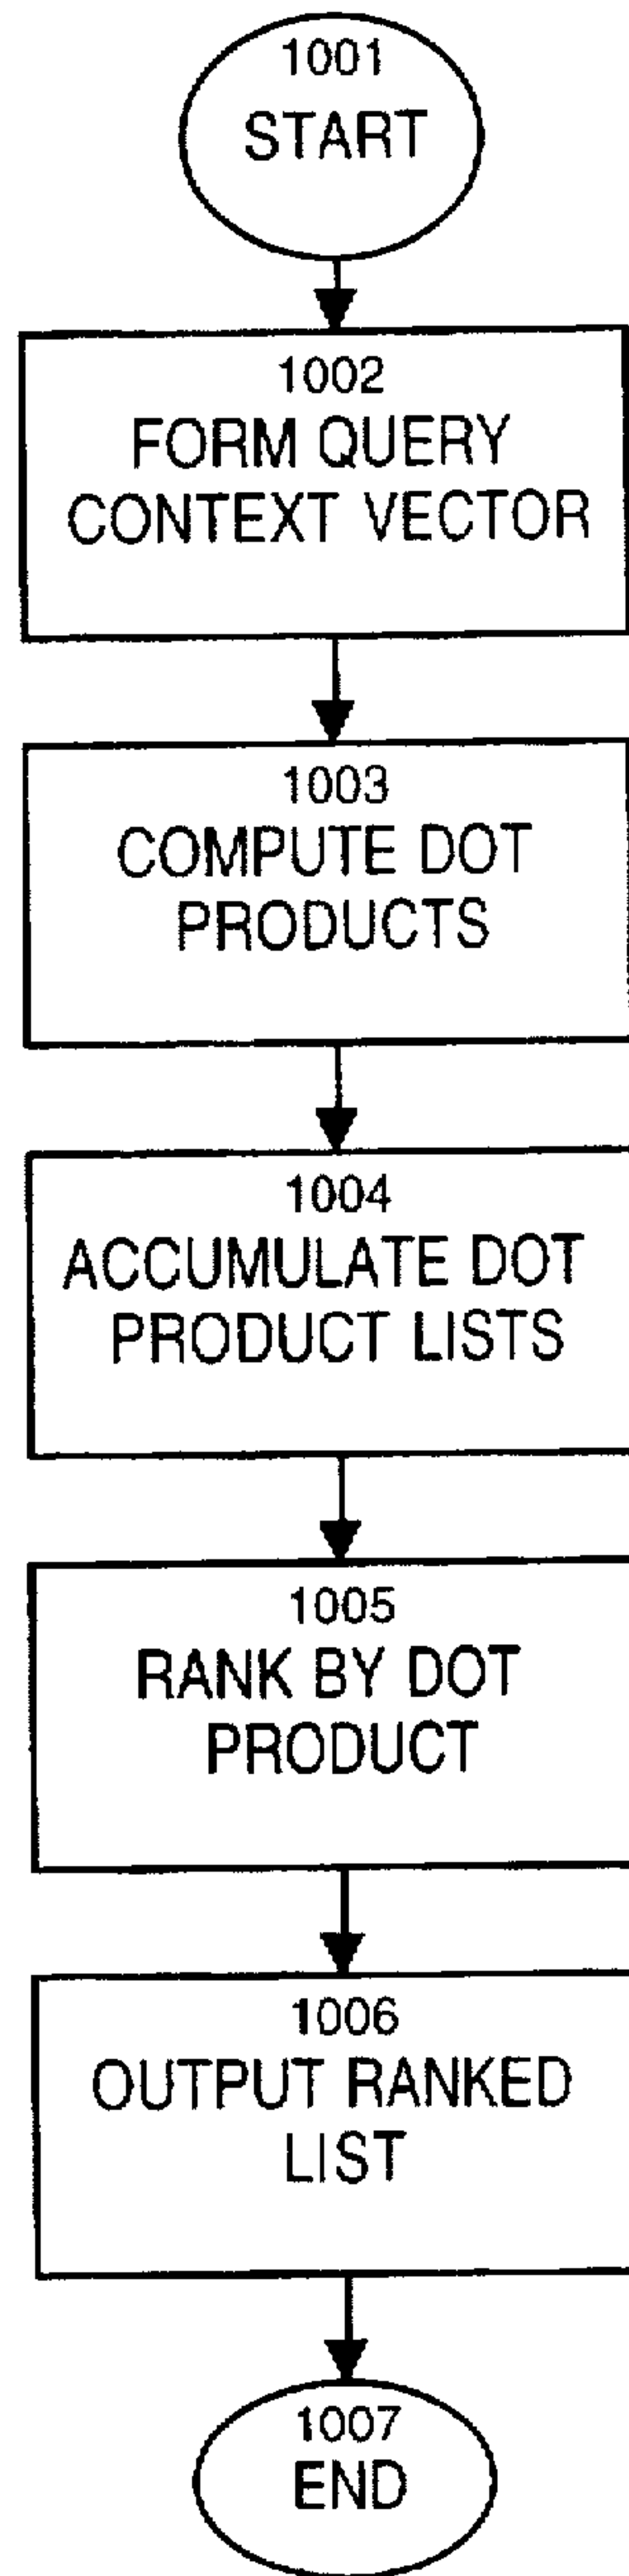 1001
START
1002
FORM QUERY
CONTEXT VECTOR
1003
COMPUTE DOT
PRODUCTS
1004
ACCUMULATE DOT
PRODUCT LISTS
1005
RANK BY DOT
PRODUCT
1006
OUTPUT RANKED
LIST
1007
END